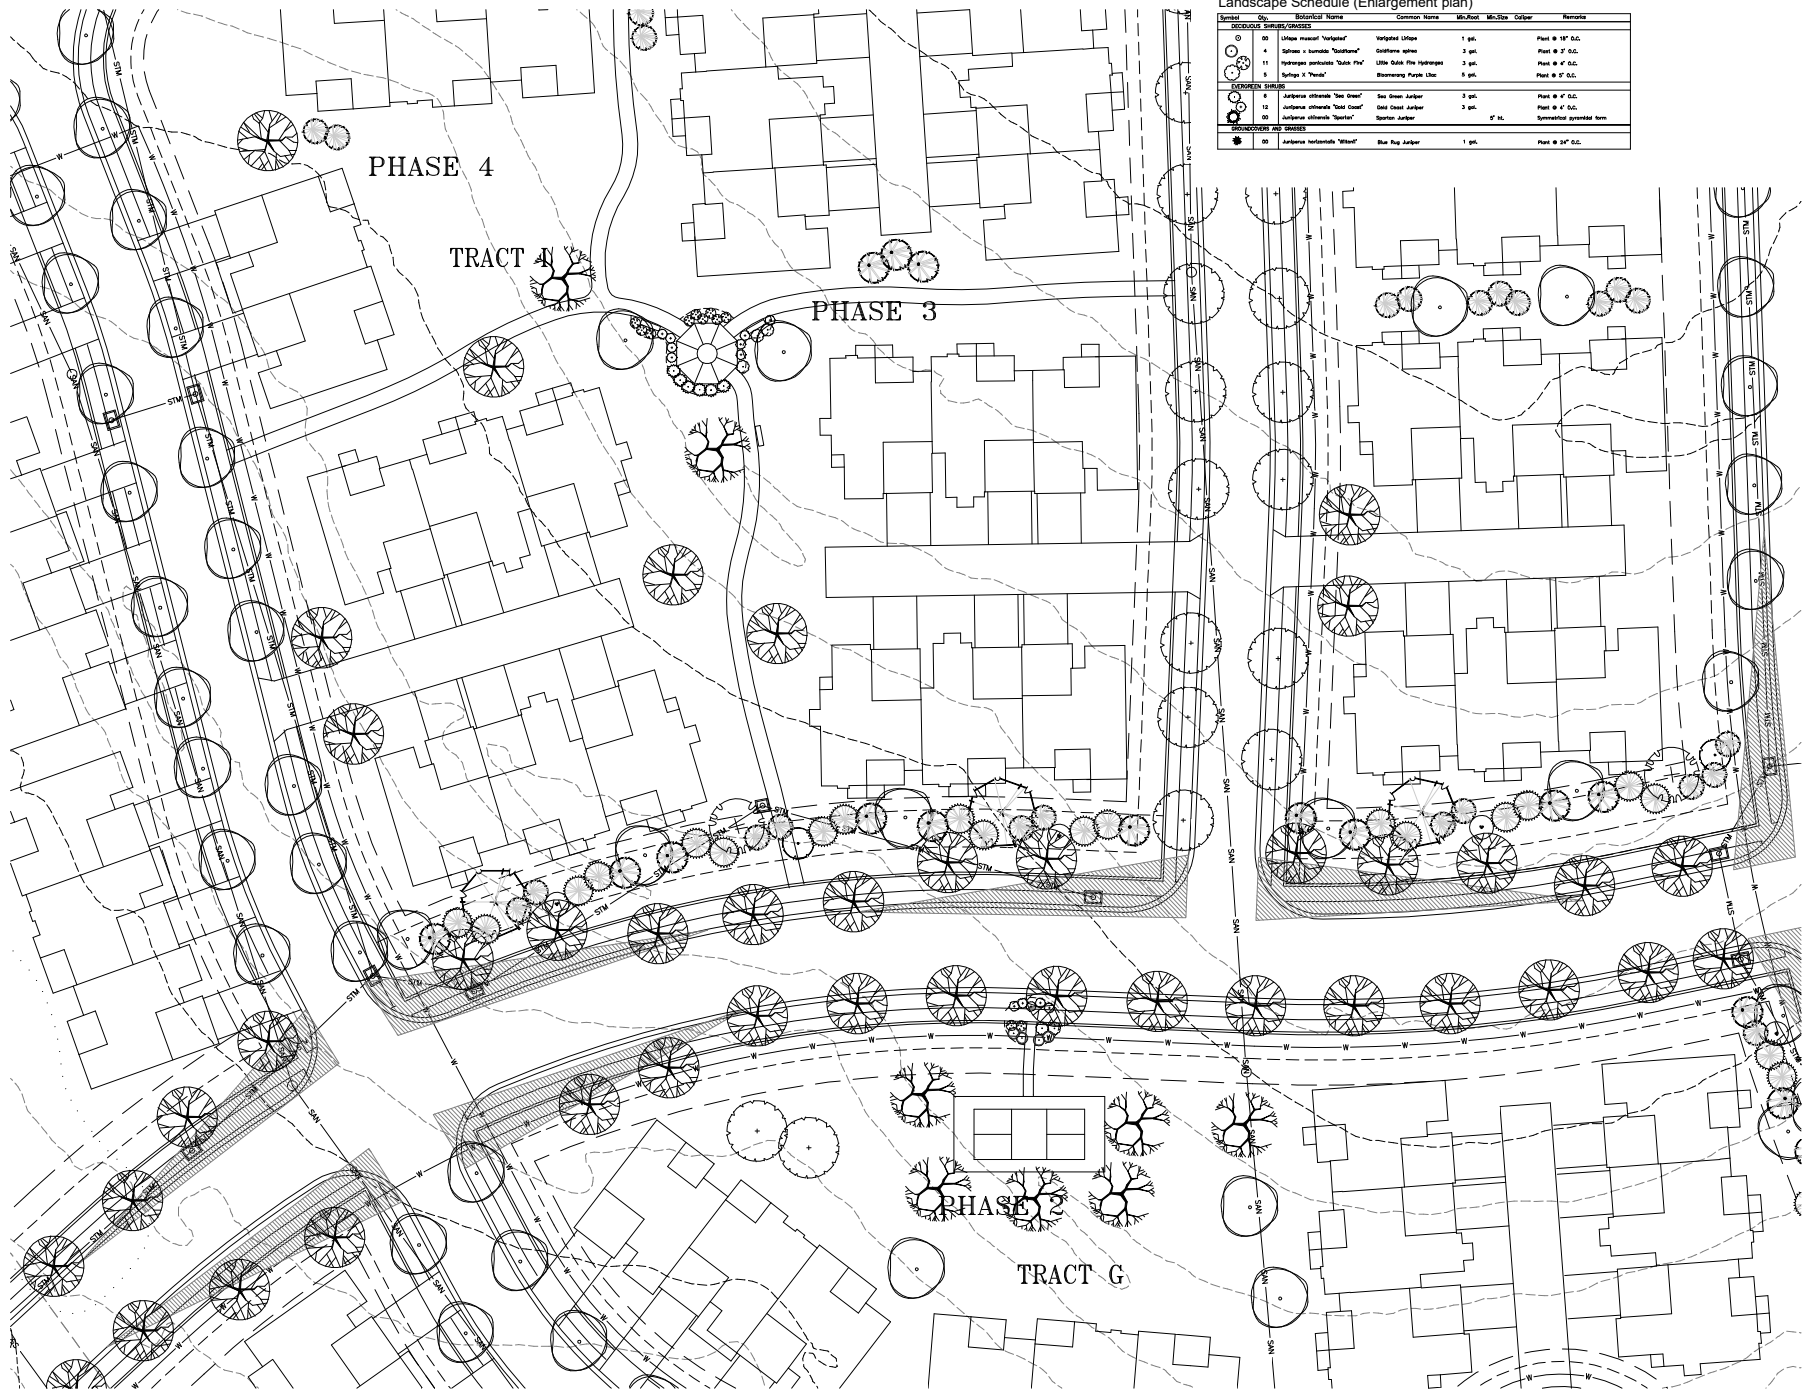 Landscape Schedule (Enlargement plan)
Symbol Qty. Botanical Name Common Name Min.Root Min.Size Caliper Remarks
DECIDUOUS SHRUBS/GRASSES
00 Liriope muscari "Varigated" Varigated Liriope 1 gal. Plant @ 18" O.C.
4 Spiraea x bumalda "Goldflame" Goldflame spirea 3 gal. Plant @ 3' O.C.
11 Hydrangea paniculata "Quick Fire" Little Quick Fire Hydrangea 3 gal. Plant @ 4' O.C.
5 Syringa X "Penda" Bloomerang Purple Lilac 5 gal. Plant @ 5' O.C.
EVERGREEN SHRUBS
6 Juniperus chinensis "Sea Green" Sea Green Juniper 3 gal. Plant @ 4' O.C.
12 Juniperus chinensis "Gold Coast" Gold Coast Juniper 3 gal. Plant @ 4' O.C.
00 Juniperus chinensis "Spartan" Spartan Juniper 5' ht. Symmetrical pyramidal form
GROUNDCOVERS AND GRASSES
00 Juniperus horizontalis "Wiltonii" Blue Rug Juniper 1 gal. Plant @ 24" O.C.
PHASE 4
TRACT I
PHASE 3
PHASE 2
TRACT G
STM
SAN
W